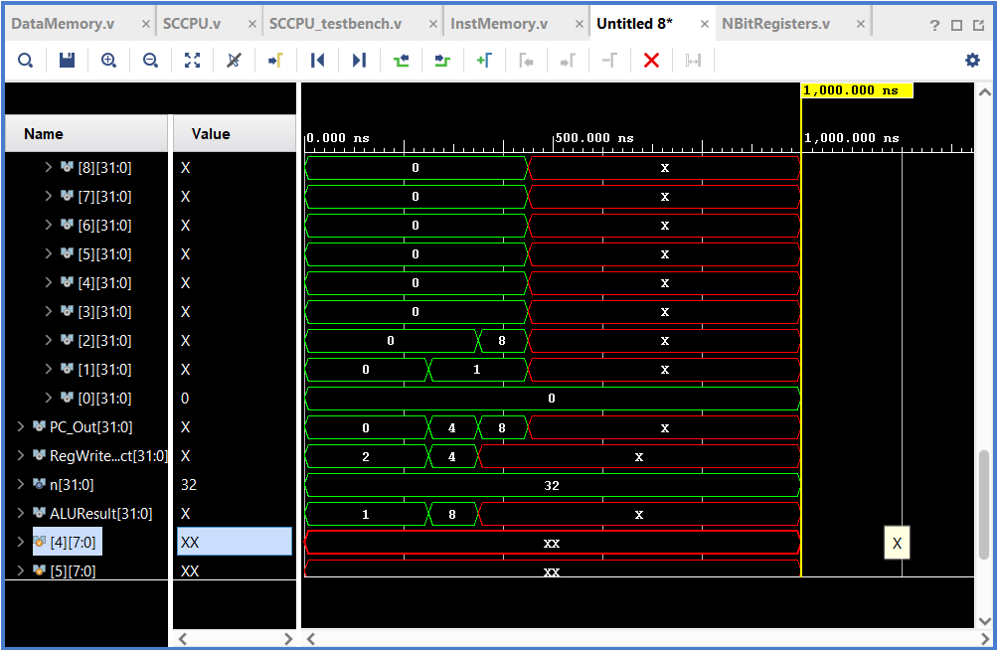 DataMemory.v × SCCPU.v × SCCPU_testbench.v × InstMemory.v × Untitled 8* × NBitRegisters.v × ?
1,000.000 ns
Name Value 0.000 ns 500.000 ns 1,000.000 ns
[8][31:0] X 0 X
[7][31:0] X 0 X
[6][31:0] X 0 X
[5][31:0] X 0 X
[4][31:0] X 0 X
[3][31:0] X 0 X
[2][31:0] X 0 8 X
[1][31:0] X 0 1 X
[0][31:0] 0 0
PC_Out[31:0] X 0 4 8 X
RegWrite...ct[31:0] X 2 4 X
n[31:0] 32 32
ALUResult[31:0] X 1 8 X
[4][7:0] XX XX X
[5][7:0] XX XX